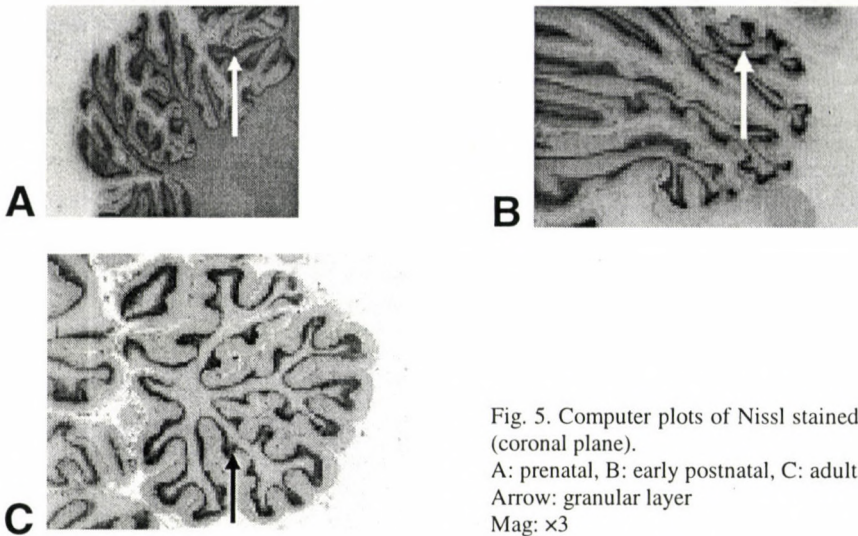 A
B
C
Fig. 5. Computer plots of Nissl stained
(coronal plane).
A: prenatal, B: early postnatal, C: adult
Arrow: granular layer
Mag: ×3